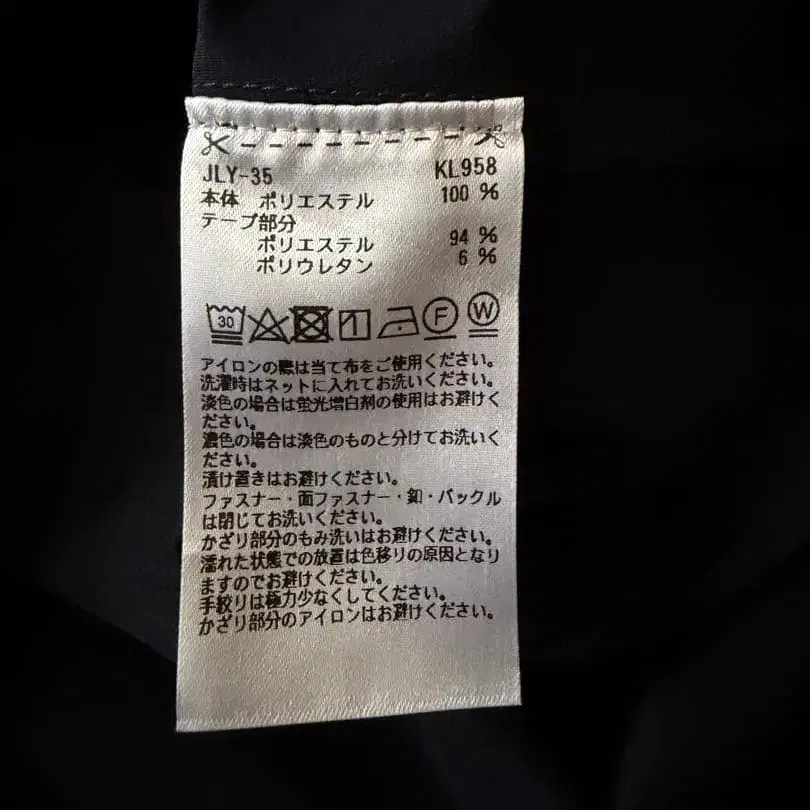 JLY-35 KL958
本体 ポリエステル 100 %
テープ部分
ポリエステル 94 %
ポリウレタン 6 %
30 F W
アイロンの際は当て布をご使用ください。
洗濯時はネットに入れてお洗いください。
淡色の場合は蛍光増白剤の使用はお避けく
ださい。
濃色の場合は淡色のものと分けてお洗いく
ださい。
漬け置きはお避けください。
ファスナー・面ファスナー・釦・バックル
は閉じてお洗いください。
かざり部分のもみ洗いはお避けください。
濡れた状態での放置は色移りの原因となり
ますのでお避けください。
手絞りは極力少なくしてください。
かざり部分のアイロンはお避けください。